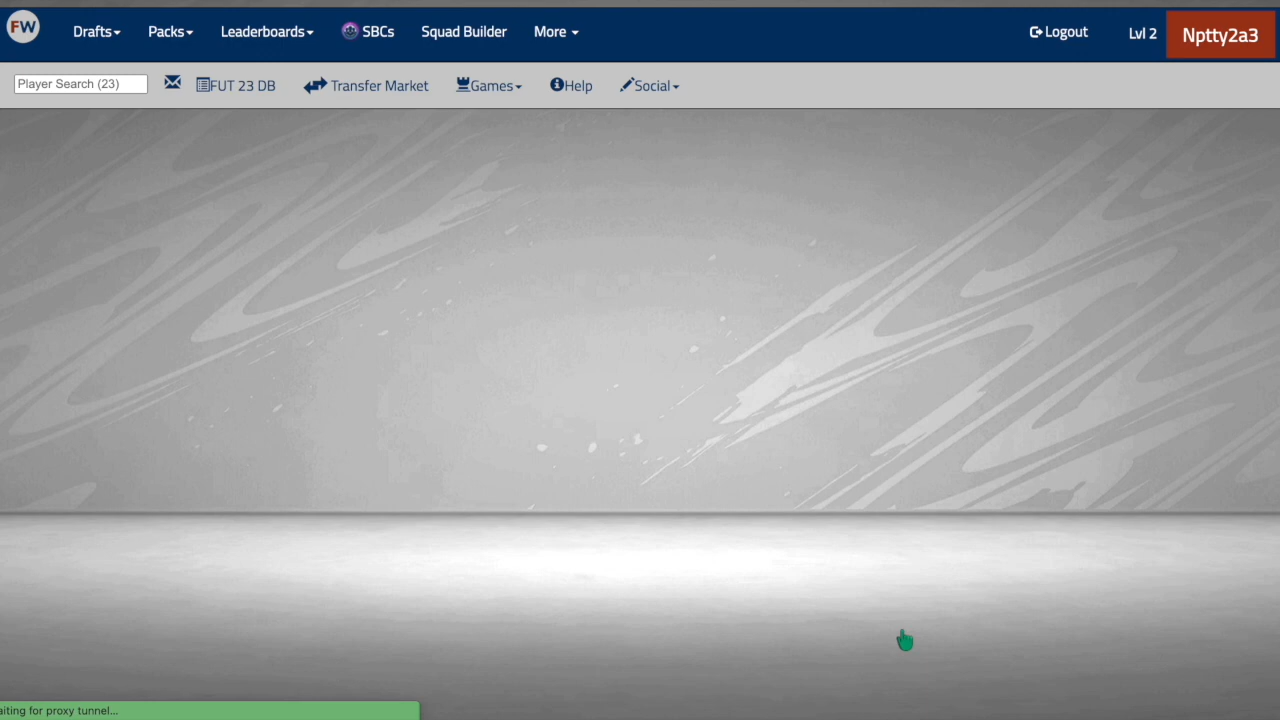 FW
Drafts
Packs
Leaderboards
SBCs
Squad Builder
More
Logout
Lvl 2
Nptty2a3
Player Search (23)
FUT 23 DB
Transfer Market
Games
Help
Social
aiting for proxy tunnel...